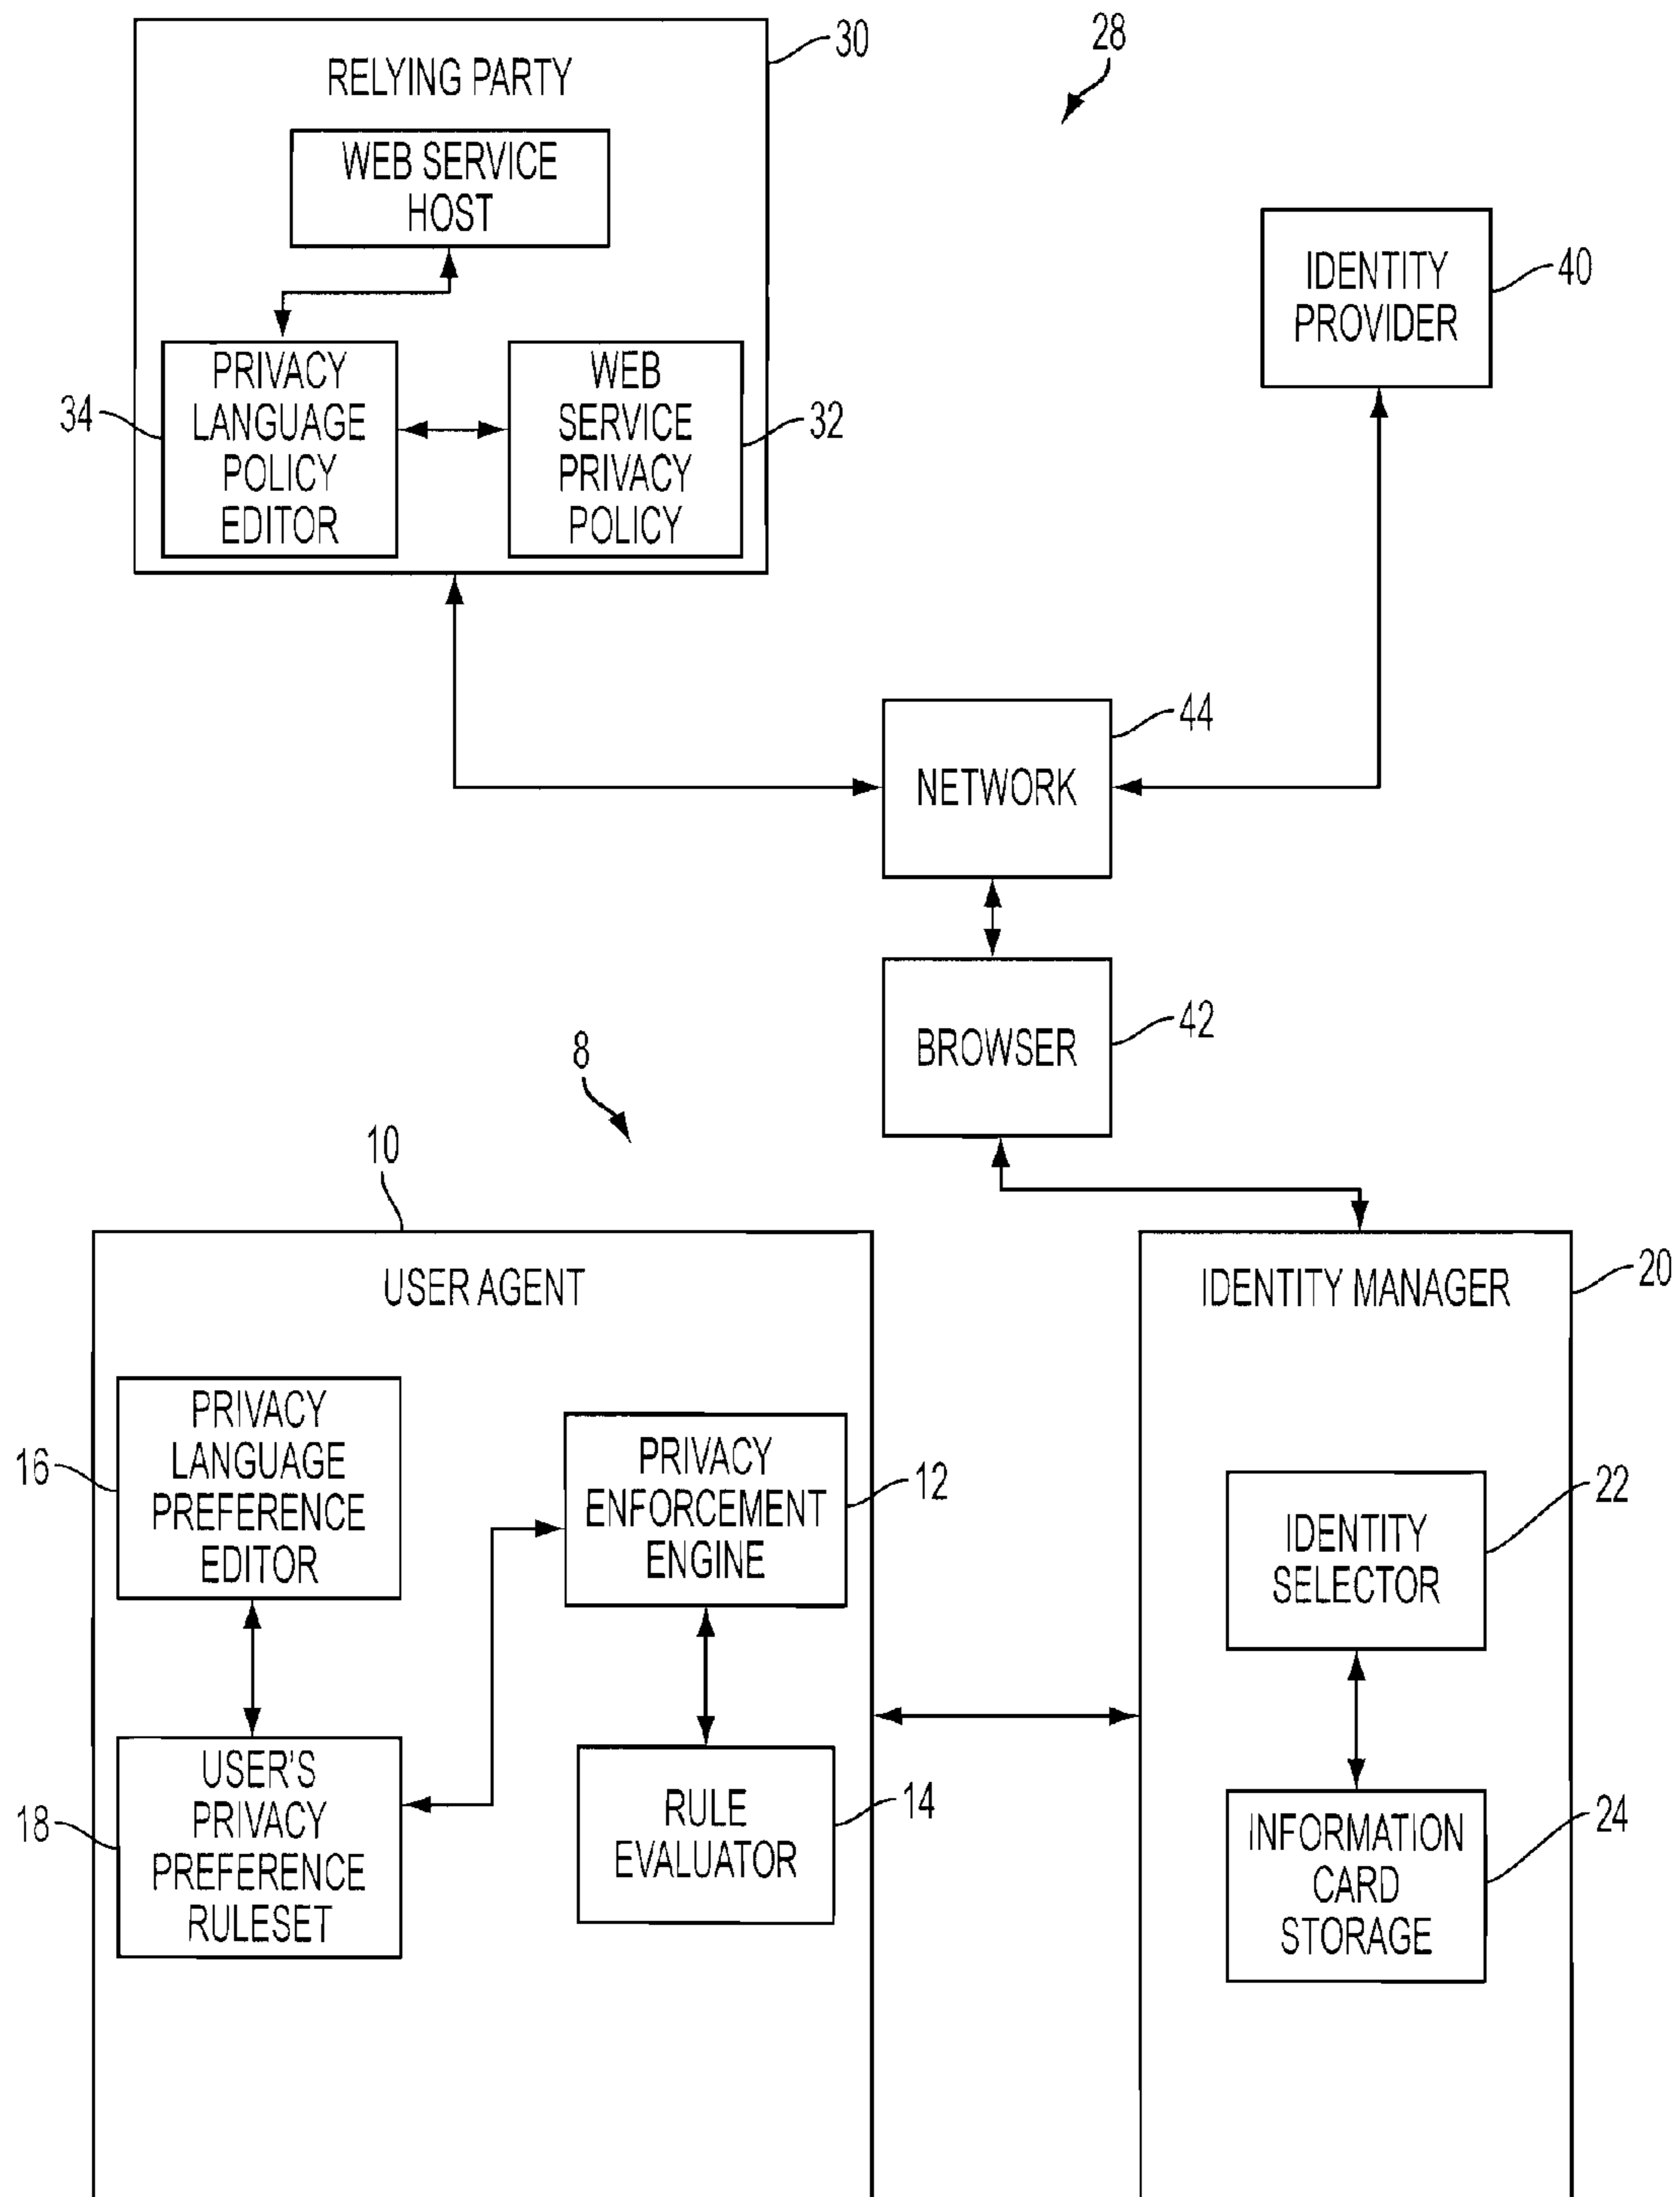 30
28
RELYING PARTY
WEB SERVICE
HOST
IDENTITY
PROVIDER
40
34
PRIVACY
LANGUAGE
POLICY
EDITOR
WEB
SERVICE
PRIVACY
POLICY
32
44
NETWORK
BROWSER
42
8
10
USER AGENT
IDENTITY MANAGER
20
16
PRIVACY
LANGUAGE
PREFERENCE
EDITOR
PRIVACY
ENFORCEMENT
ENGINE
12
IDENTITY
SELECTOR
22
18
USER'S
PRIVACY
PREFERENCE
RULESET
RULE
EVALUATOR
14
INFORMATION
CARD
STORAGE
24